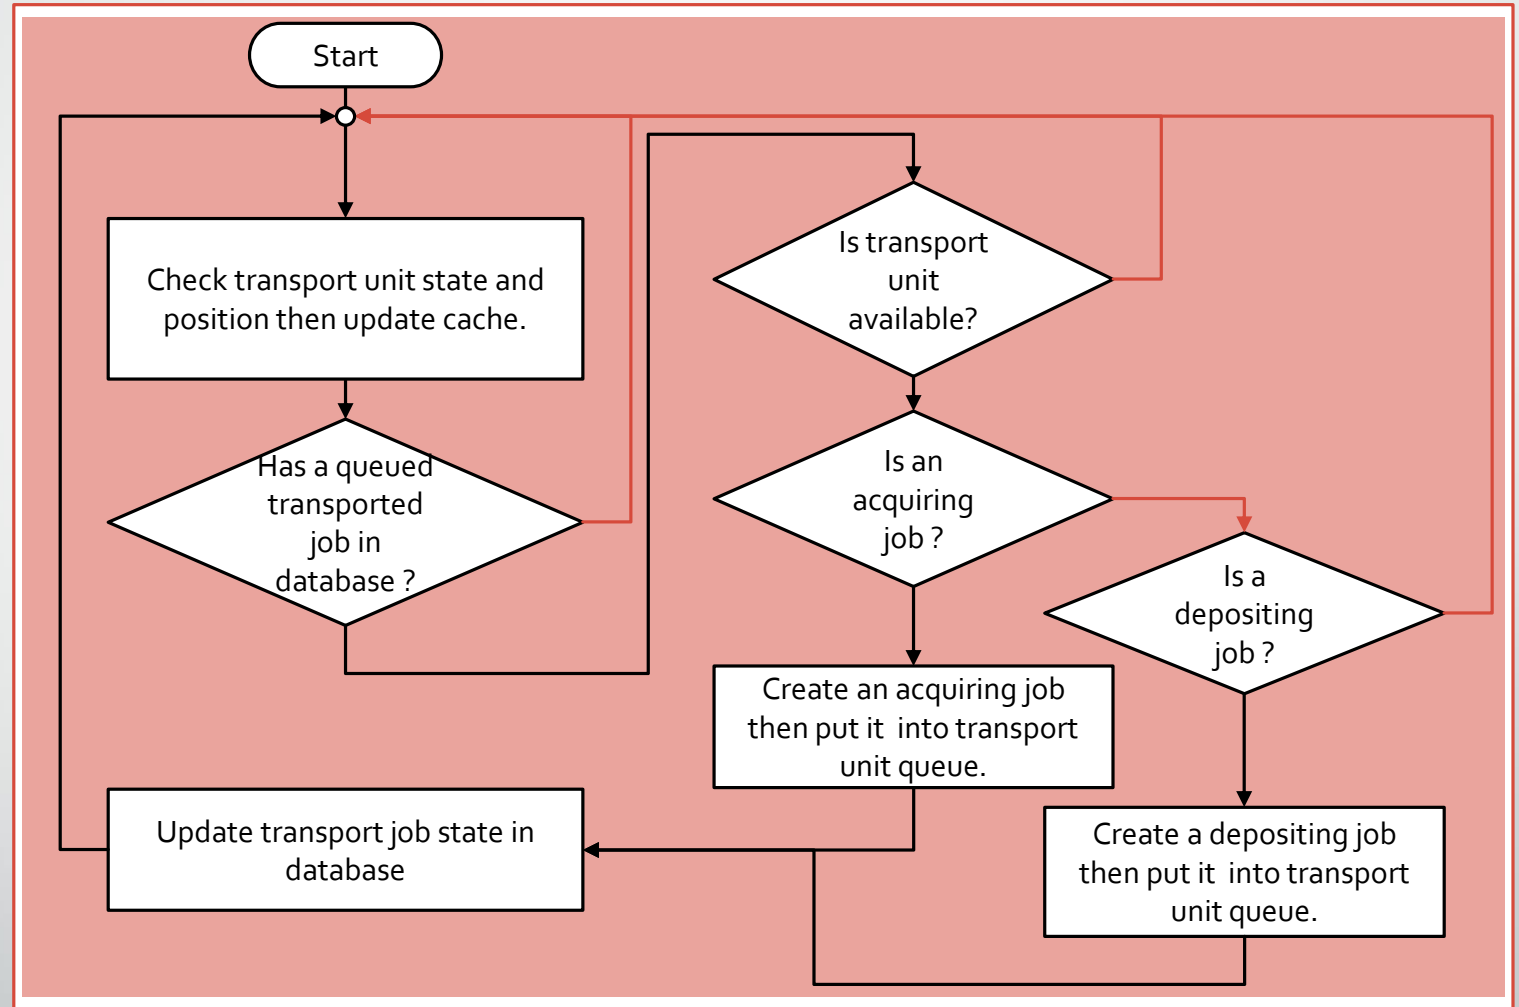 Start
Check transport unit state and
position then update cache.
Has a queued
transported
job in
database ?
Is transport
unit
available?
Is an
acquiring
job ?
Is a
depositing
job ?
Create an acquiring job
then put it  into transport
unit queue.
Create a depositing job
then put it  into transport
unit queue.
Update transport job state in
database